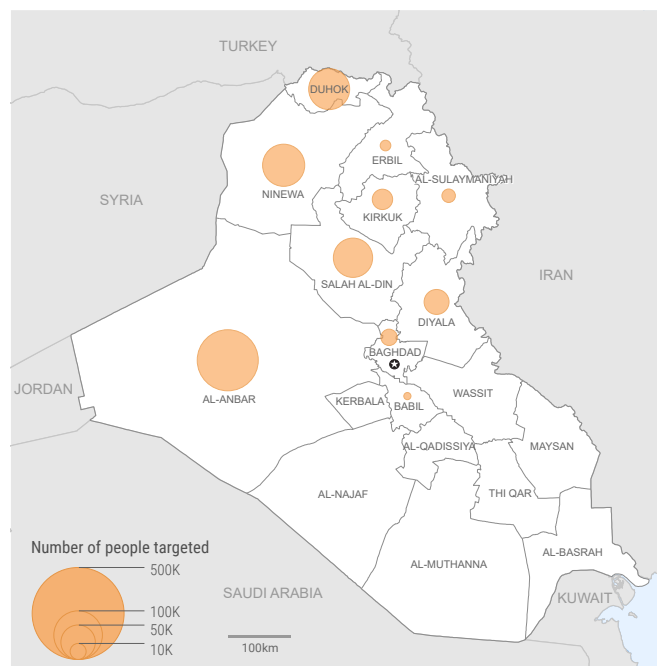 TURKEY
DUHOK
ERBIL
AL-SULAYMANIYAH
NINEWA
KIRKUK
SYRIA
IRAN
SALAH AL-DIN
DIYALA
BAGHDAD
JORDAN
AL-ANBAR
KERBALA
BABIL
WASSIT
AL-QADISSIYA
MAYSAN
AL-NAJAF
THI QAR
AL-MUTHANNA
AL-BASRAH
SAUDI ARABIA
KUWAIT
Number of people targeted
500K
100K
50K
10K
100km